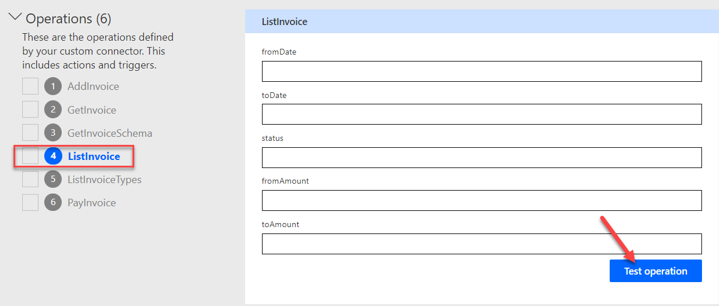 Operations (6)
These are the operations defined
by your custom connector. This
includes actions and triggers.
1 AddInvoice
2 GetInvoice
3 GetInvoiceSchema
4 ListInvoice
5 ListInvoiceTypes
6 PayInvoice
ListInvoice
fromDate
toDate
status
fromAmount
toAmount
Test operation